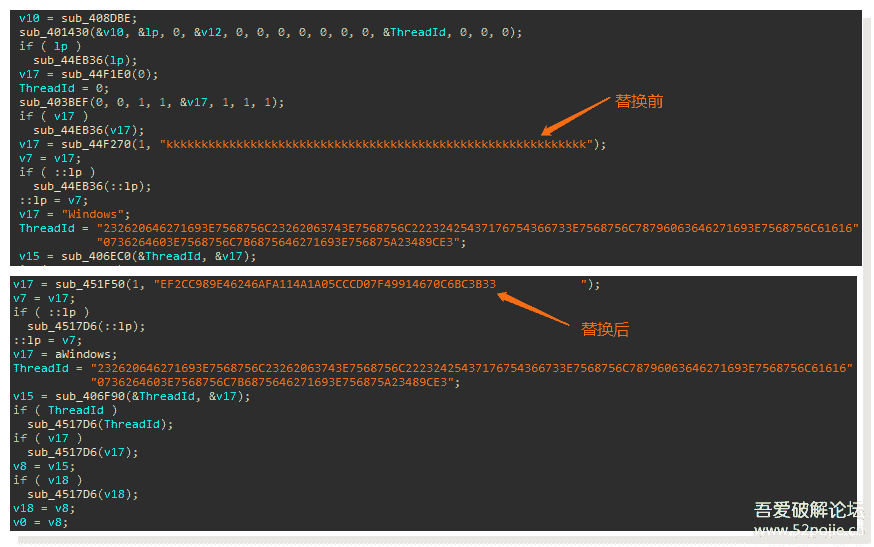 v10 = sub_408DBE;
sub_401430(&v10, &lp, 0, &v12, 0, 0, 0, 0, 0, 0, 0, &ThreadId, 0, 0, 0);
if ( lp )
sub_44EB36(lp);
v17 = sub_44F1E0(0);
ThreadId = 0;
sub_403BEF(0, 0, 1, 1, &v17, 1, 1, 1);
替换前
if ( v17 )
sub_44EB36(v17);
v17 = sub_44F270(1, "kkkkkkkkkkkkkkkkkkkkkkkkkkkkkkkkkkkkkkkkkkkkkkkkkkkkkkkkkkkk");
v7 = v17;
if ( ::lp )
sub_44EB36(::lp);
::lp = v7;
v17 = "Windows";
ThreadId = "232620646271693E7568756C23262063743E7568756C22232425437176754366733E7568756C78796063646271693E7568756C61616"
"0736264603E7568756C7B6875646271693E756875A23489CE3";
v15 = sub_406EC0(&ThreadId, &v17);
v17 = sub_451F50(1, "EF2CC989E46246AFA114A1A05CCCD07F49914670C6BC3B33            ");
v7 = v17;
if ( ::lp )
sub_4517D6(::lp);
替换后
::lp = v7;
v17 = aWindows;
ThreadId = "232620646271693E7568756C23262063743E7568756C22232425437176754366733E7568756C78796063646271693E7568756C61616"
"0736264603E7568756C7B6875646271693E756875A23489CE3";
v15 = sub_406F90(&ThreadId, &v17);
if ( ThreadId )
sub_4517D6(ThreadId);
if ( v17 )
sub_4517D6(v17);
v8 = v15;
if ( v18 )
sub_4517D6(v18);
v18 = v8;
v0 = v8;
吾爱破解论坛
www.52pojie.cn